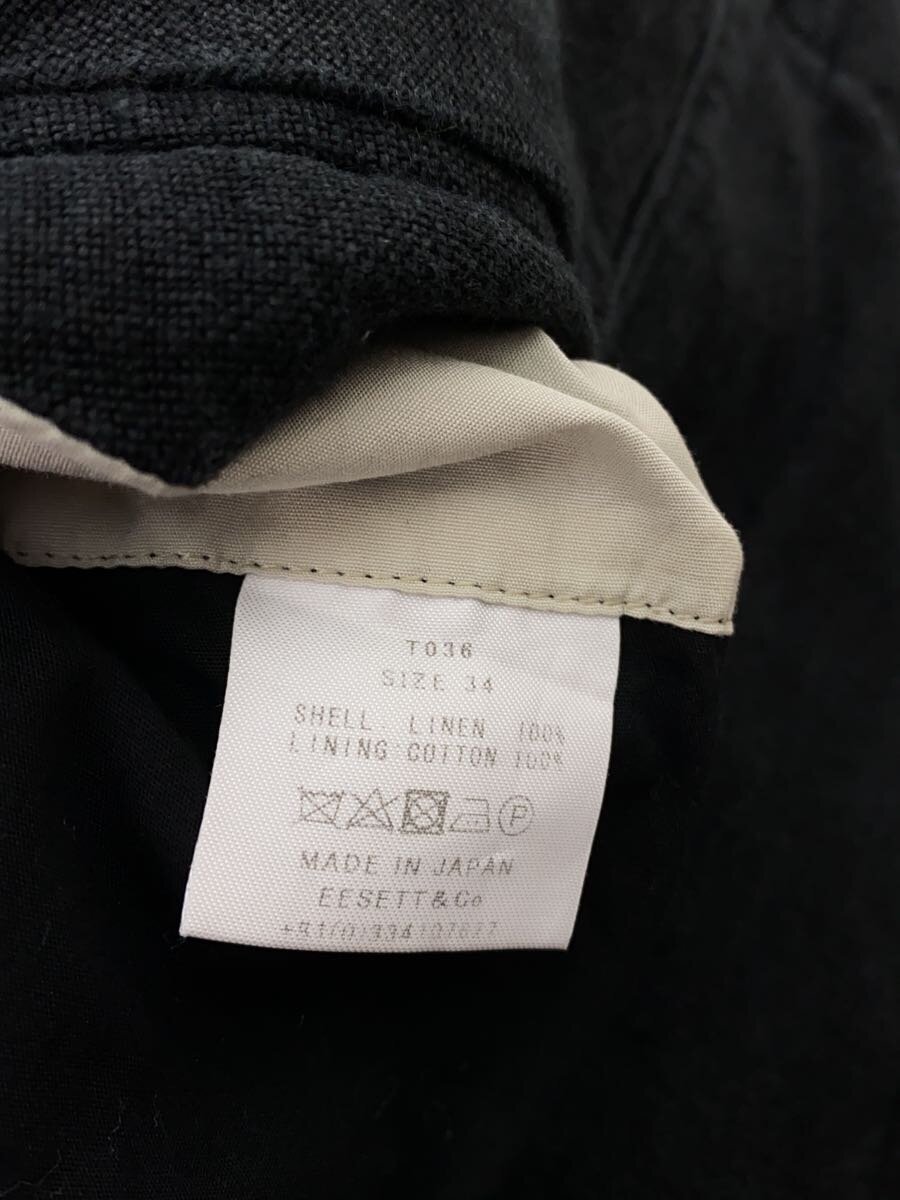 T036
SIZE 34
SHELL. LINEN 100%
LINING COTTON 100%
P
MADE IN JAPAN
EESETT&Co